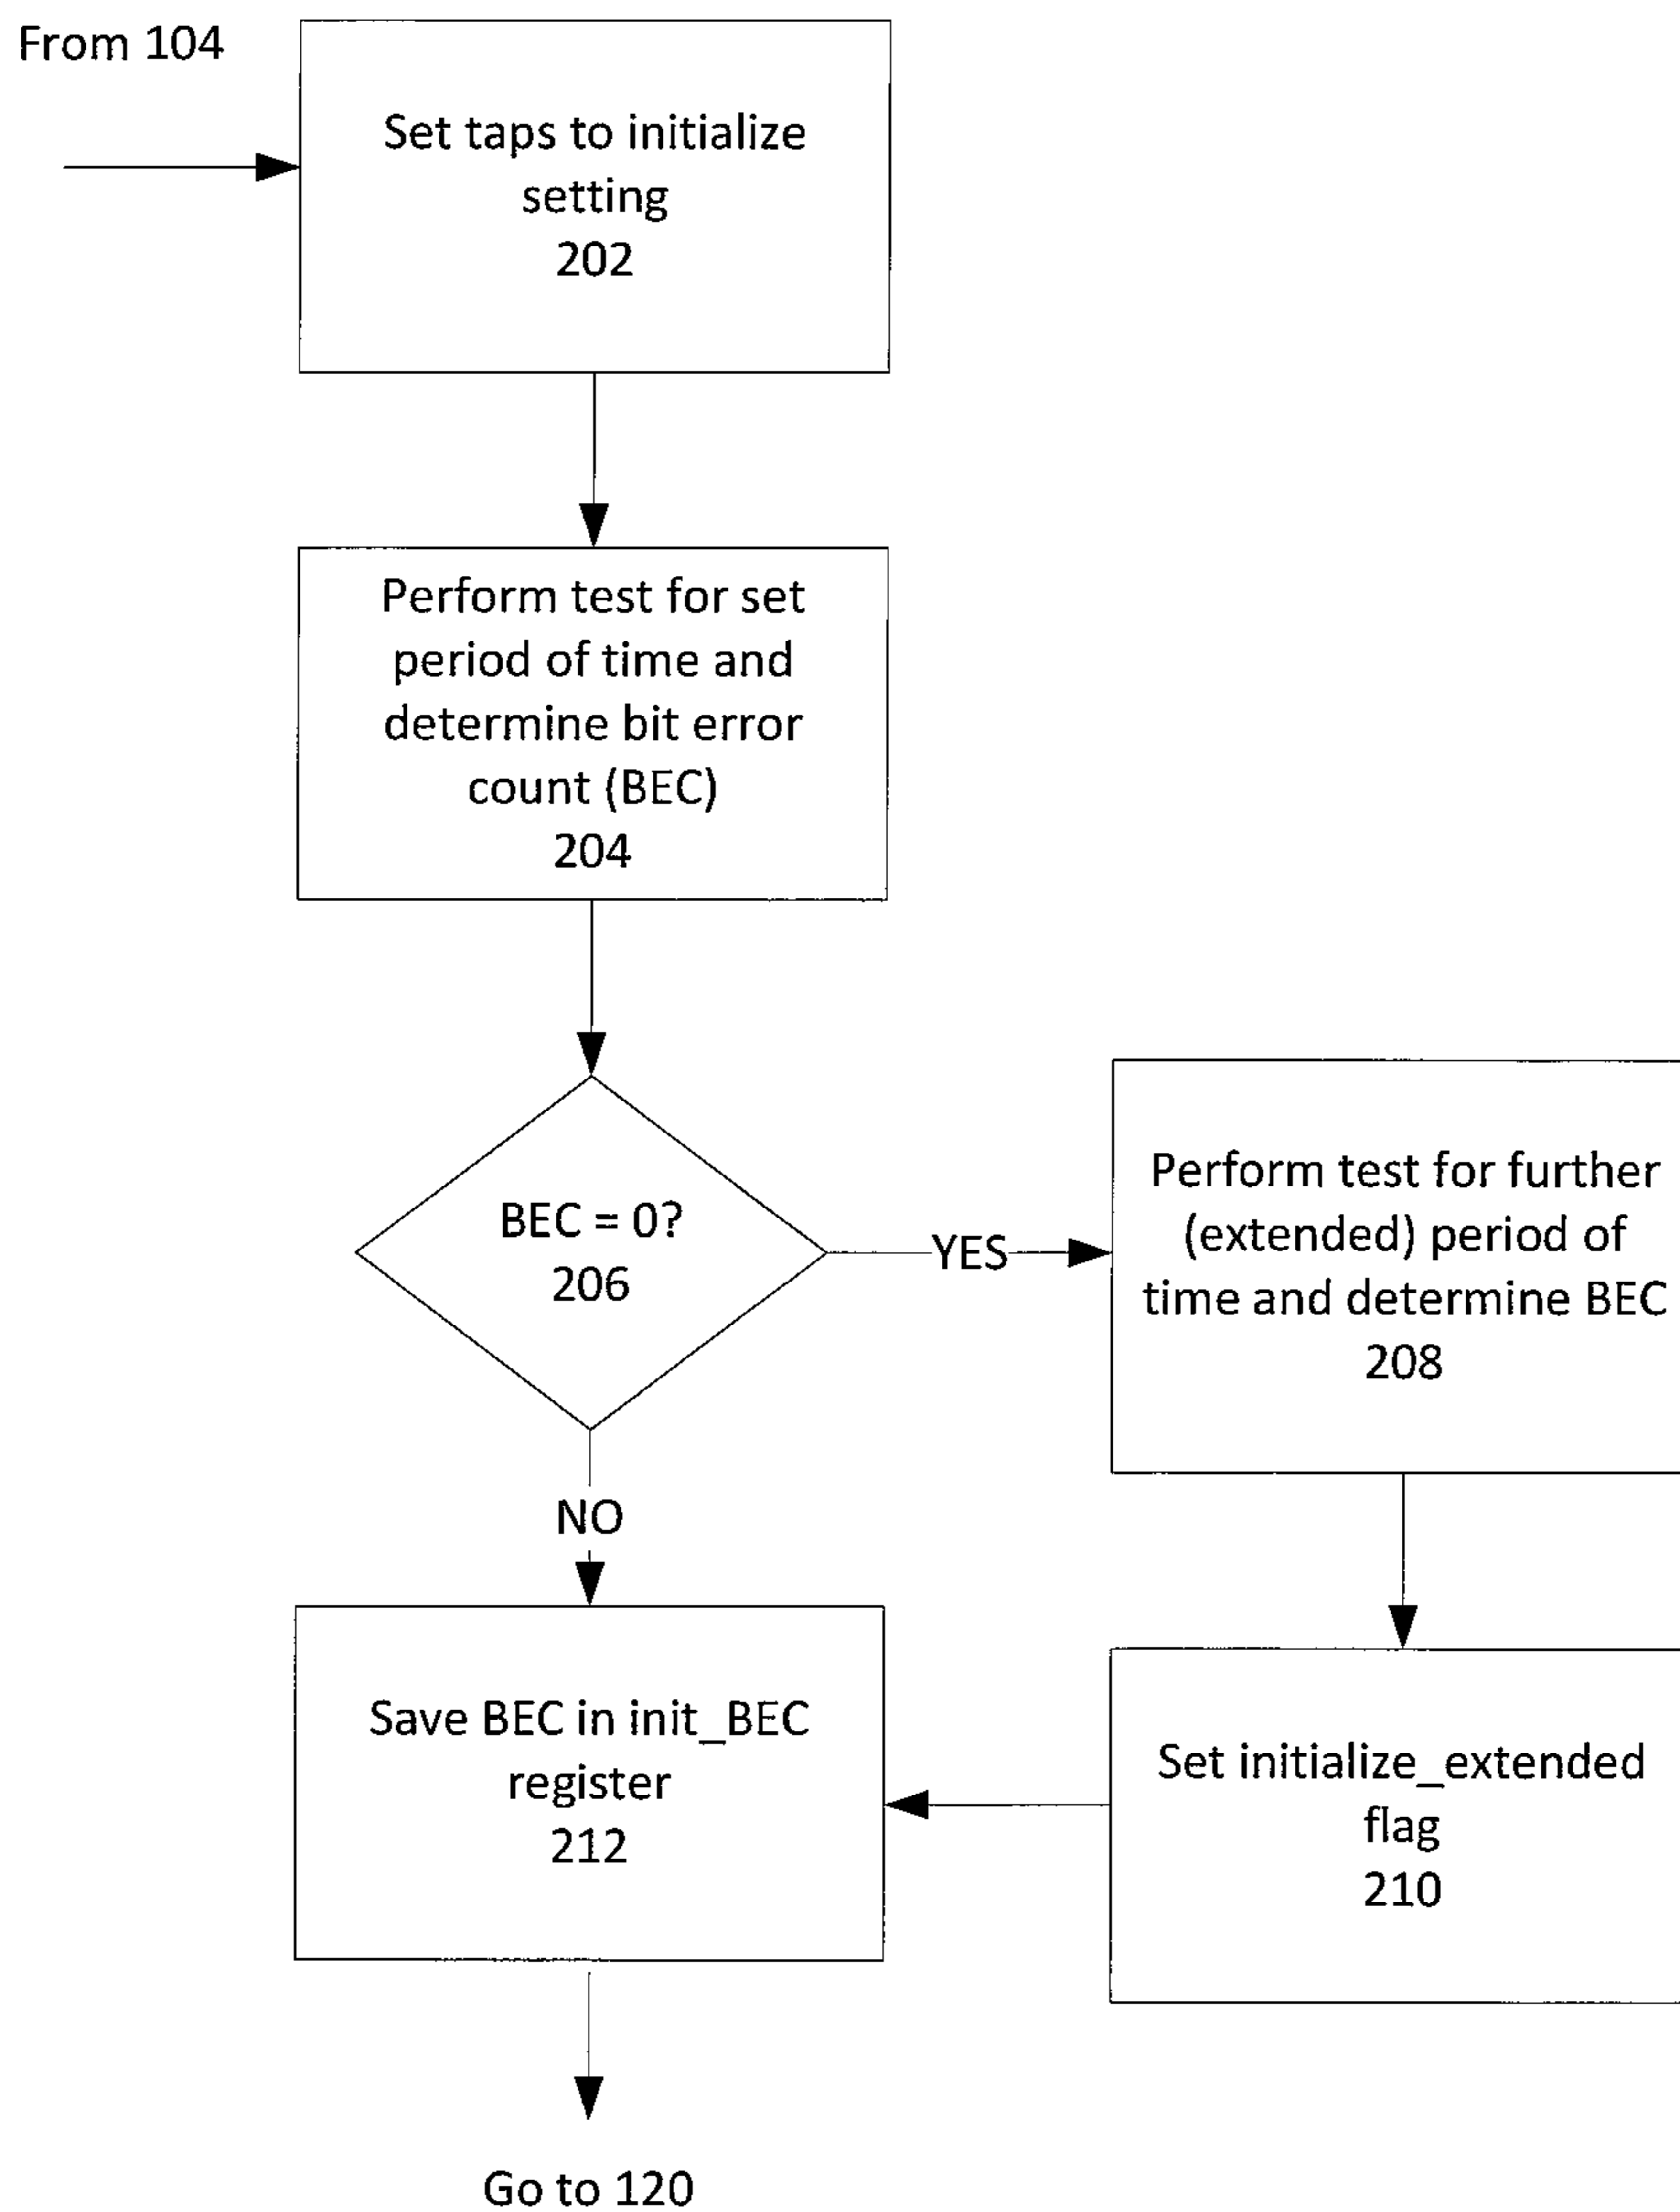 From 104
Set taps to initialize
setting
202
Perform test for set
period of time and
determine bit error
count (BEC)
204
BEC = 0?
206
YES
Perform test for further
(extended) period of
time and determine BEC
208
NO
Save BEC in init_BEC
register
212
Set initialize_extended
flag
210
Go to 120